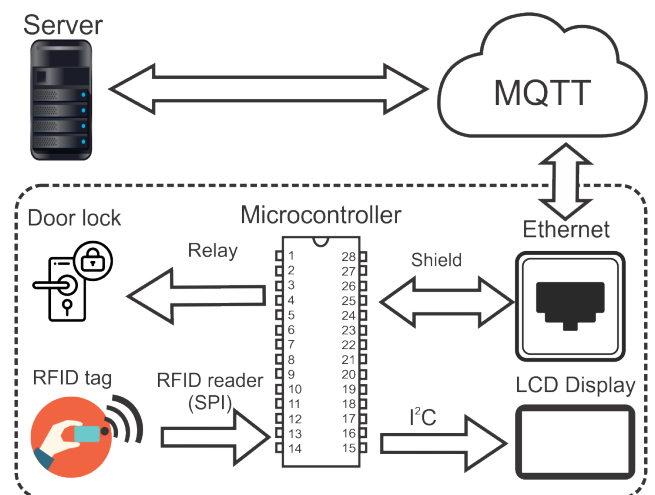 Server
MQTT
Door lock
Microcontroller
Ethernet
Relay
Shield
1 28
2 27
3 26
4 25
5 24
6 23
7 22
8 21
9 20
10 19
11 18
12 17
13 16
14 15
RFID tag
RFID reader
(SPI)
I²C
LCD Display